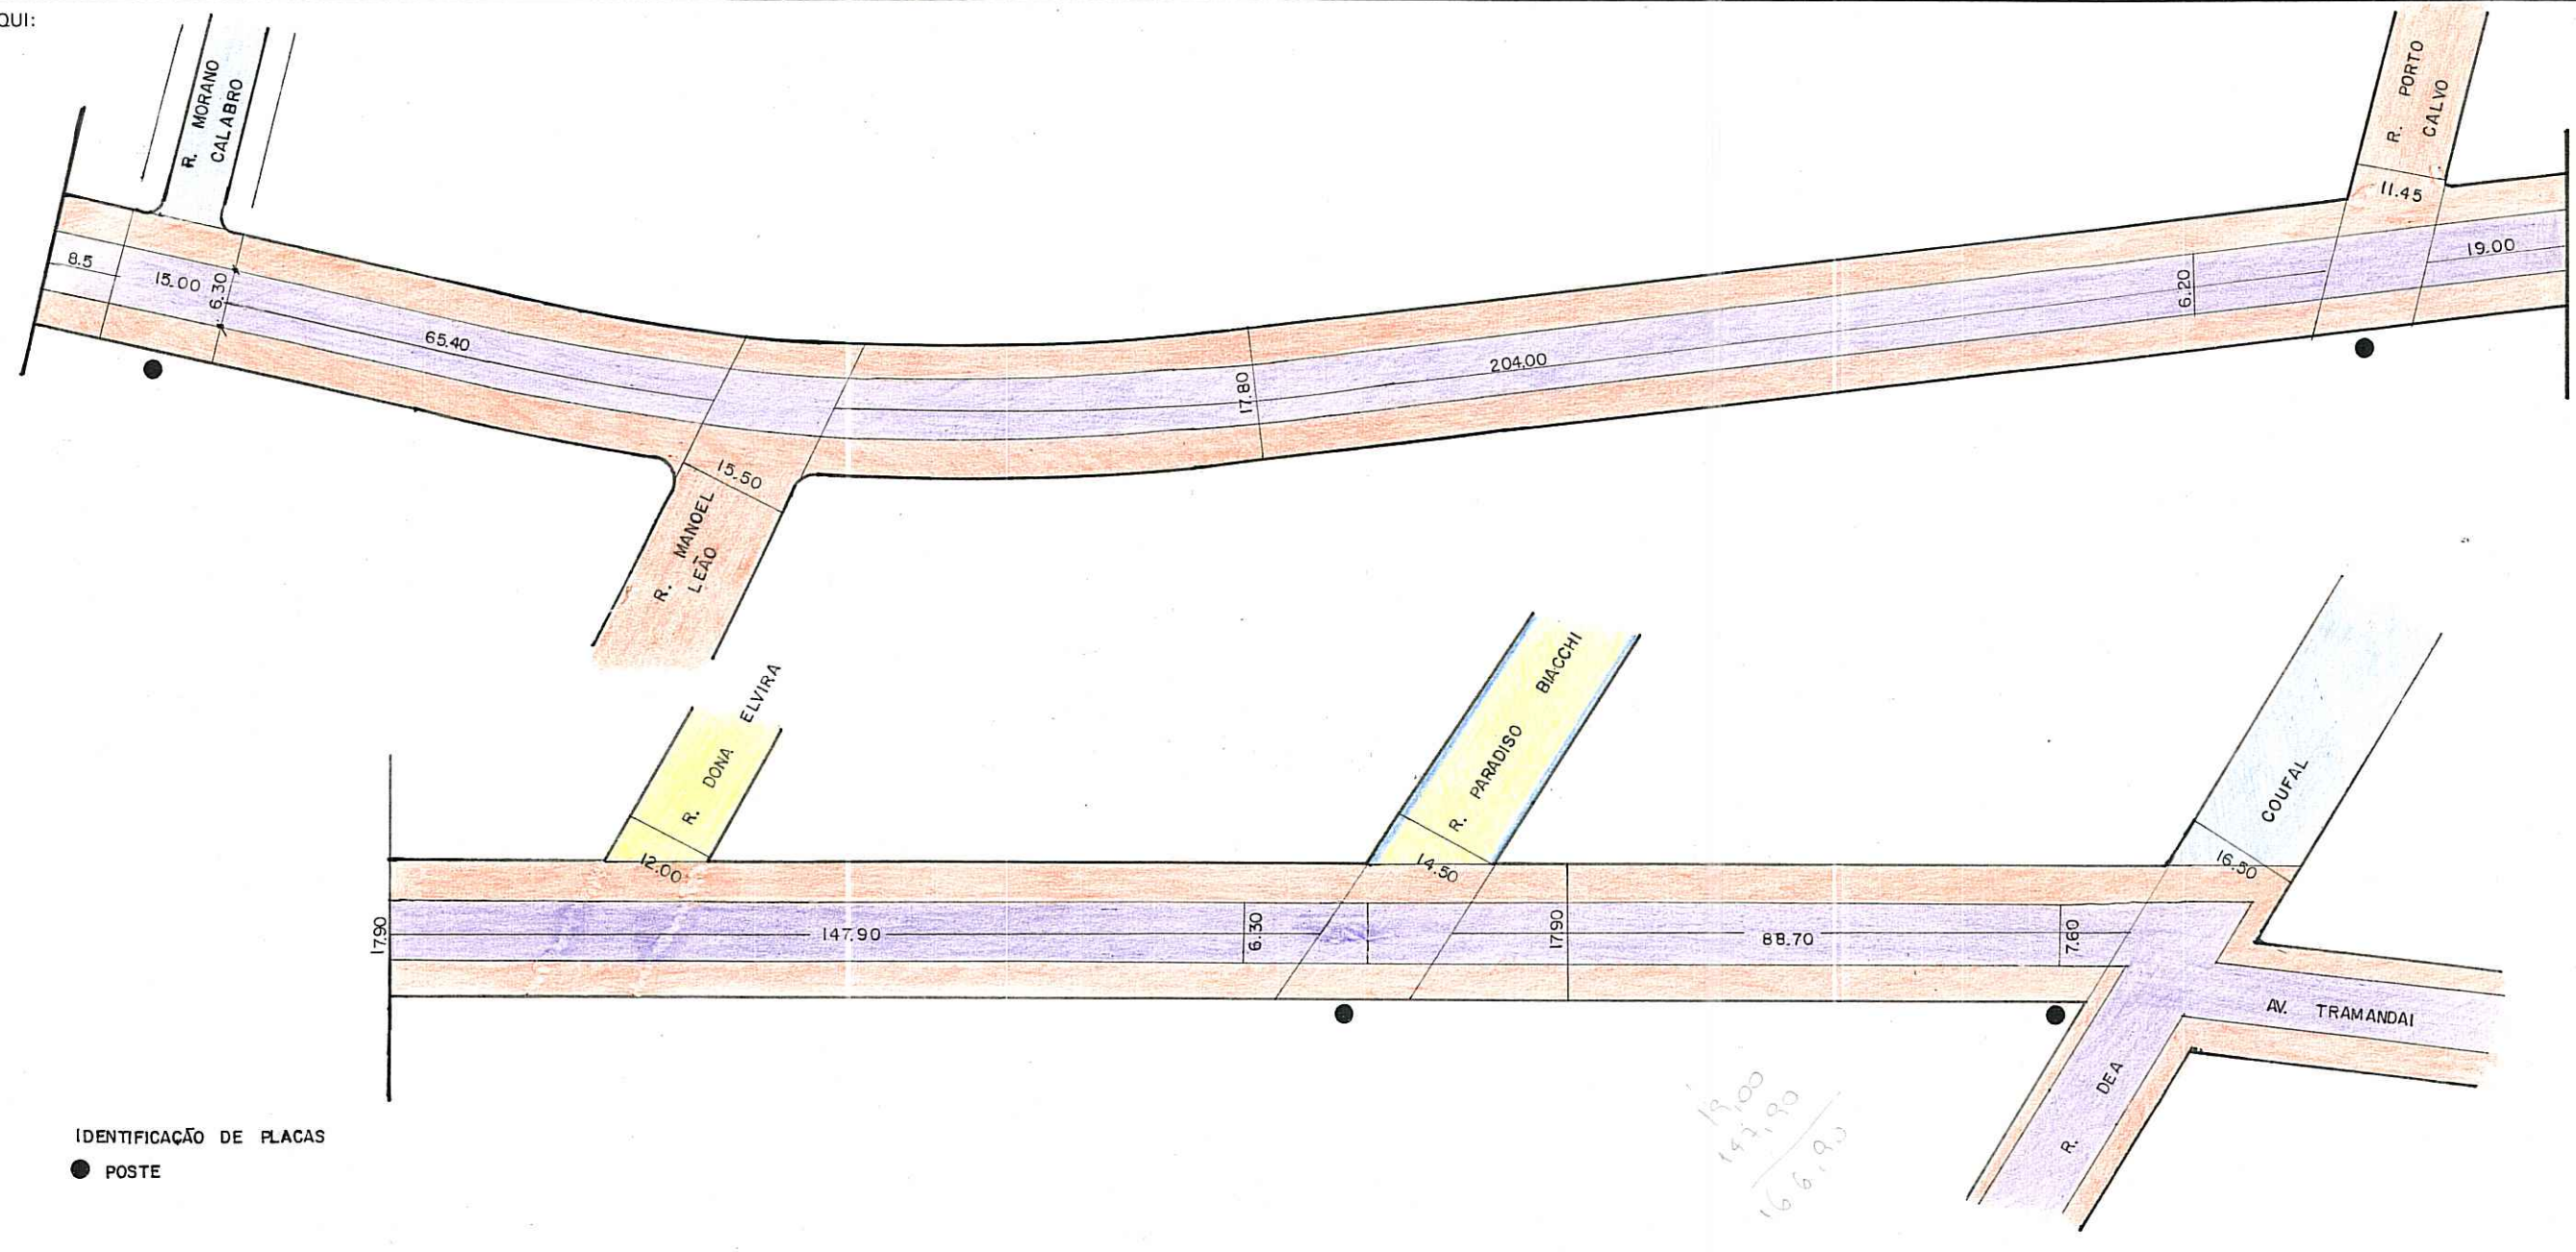 QUI:
R. MORANO
CALABRO
R. PORTO
CALVO
11.45
8.5
15.00
6.30
65.40
17.80
204.00
6.20
19.00
15.50
R. MANOEL
LEÃO
R. DONA ELVIRA
12.00
R. PARADISO BIACCHI
14.50
COUFAL
16.50
17.90
147.90
6.30
17.90
88.70
7.60
AV. TRAMANDAI
R. DEA
19,00
147,90
166,90
IDENTIFICAÇÃO DE PLACAS
POSTE